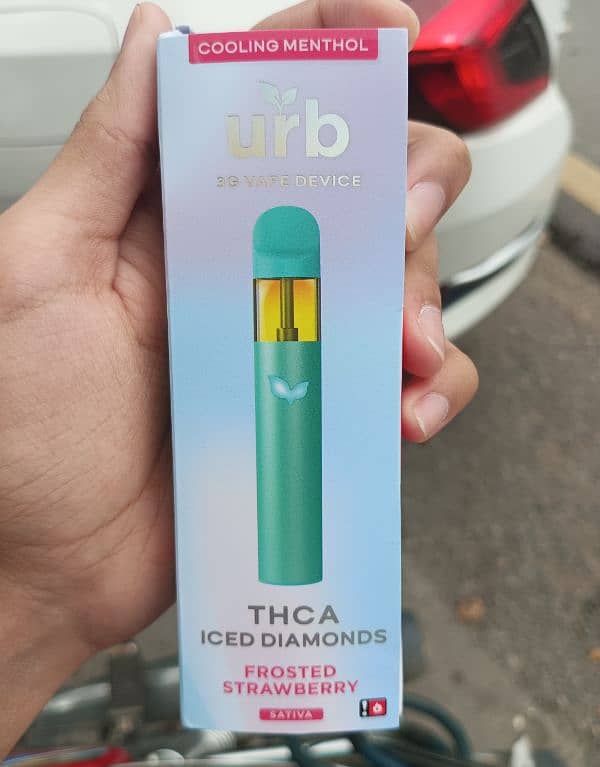 COOLING MENTHOL
urb
3G VAPE DEVICE
THCA
ICED DIAMONDS
FROSTED
STRAWBERRY
SATIVA